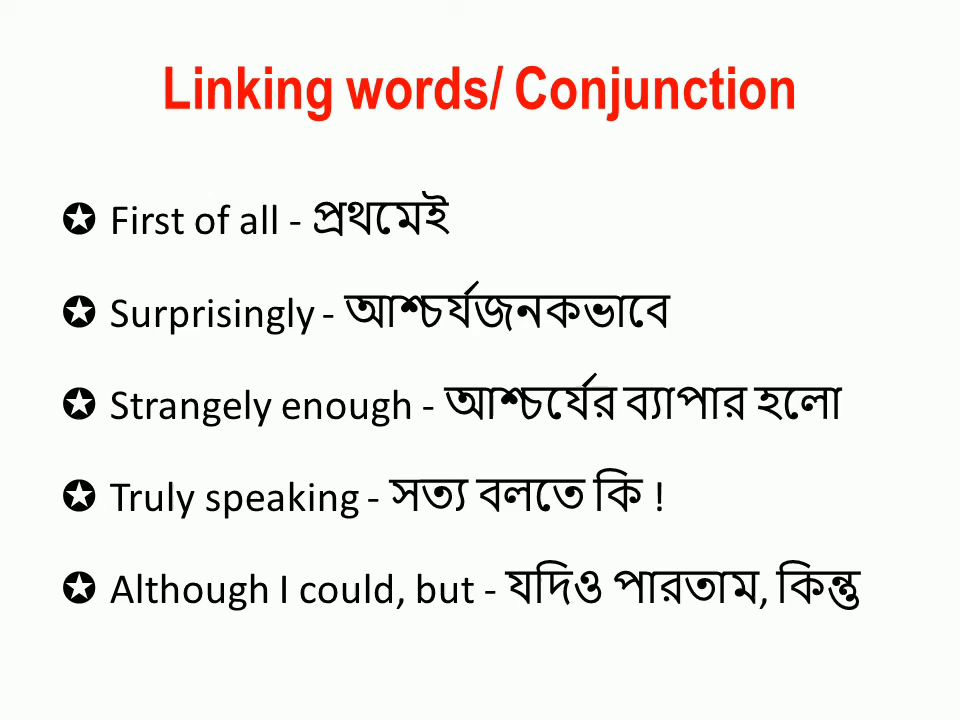 Linking words/ Conjunction
✪ First of all - প্রথমেই
✪ Surprisingly - আশ্চর্যজনকভাবে
✪ Strangely enough - আশ্চর্যের ব্যাপার হলো
✪ Truly speaking - সত্য বলতে কি !
✪ Although I could, but - যদিও পারতাম, কিন্তু